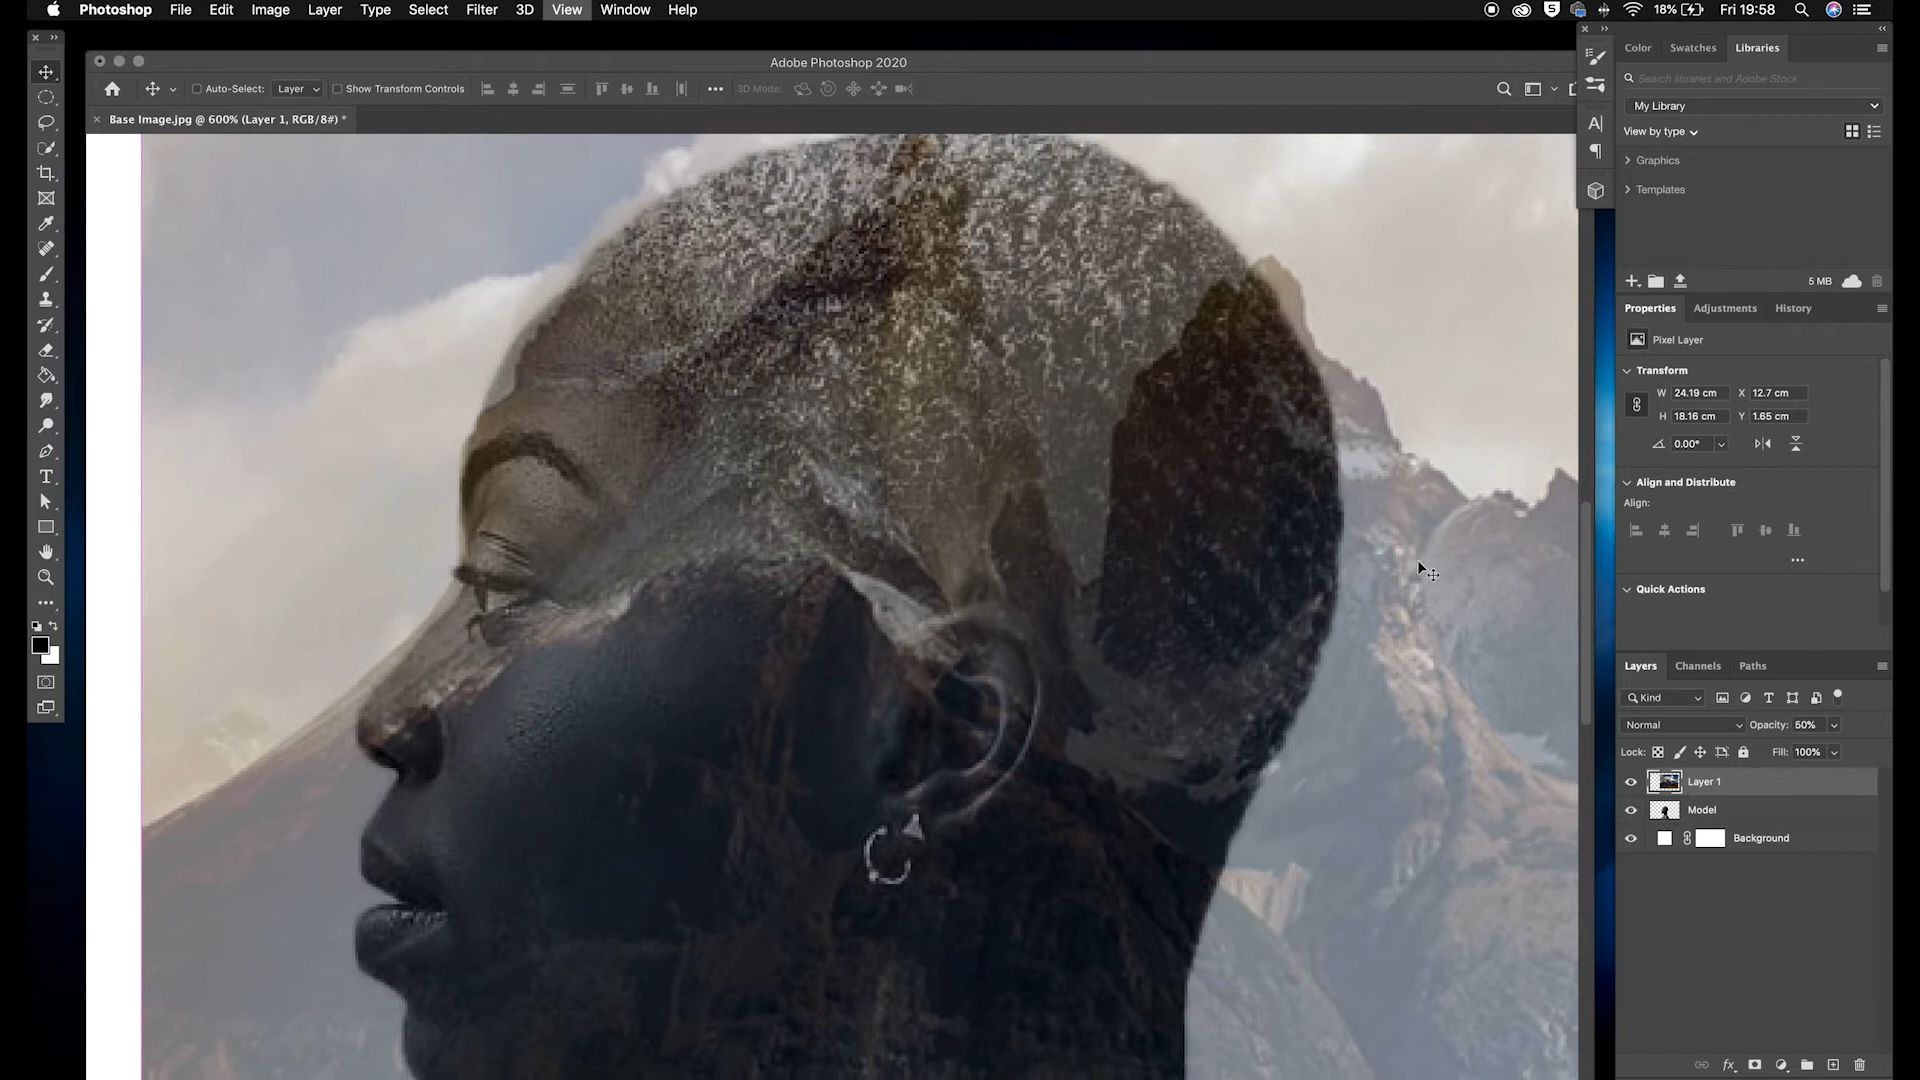 Photoshop File Edit Image Layer Type Select Filter 3D View Window Help 18% Fri 19:58
Adobe Photoshop 2020
Auto-Select: Layer Show Transform Controls 3D Mode:
Base Image.jpg @ 600% (Layer 1, RGB/8#) *
Color Swatches Libraries
Search libraries and Adobe Stock
My Library
View by type
Graphics
Templates
5 MB
Properties Adjustments History
Pixel Layer
Transform
W 24.19 cm X 12.7 cm
H 18.16 cm Y 1.65 cm
0.00°
Align and Distribute
Align:
Quick Actions
Layers Channels Paths
Kind
Normal Opacity: 50%
Lock: Fill: 100%
Layer 1
Model
Background